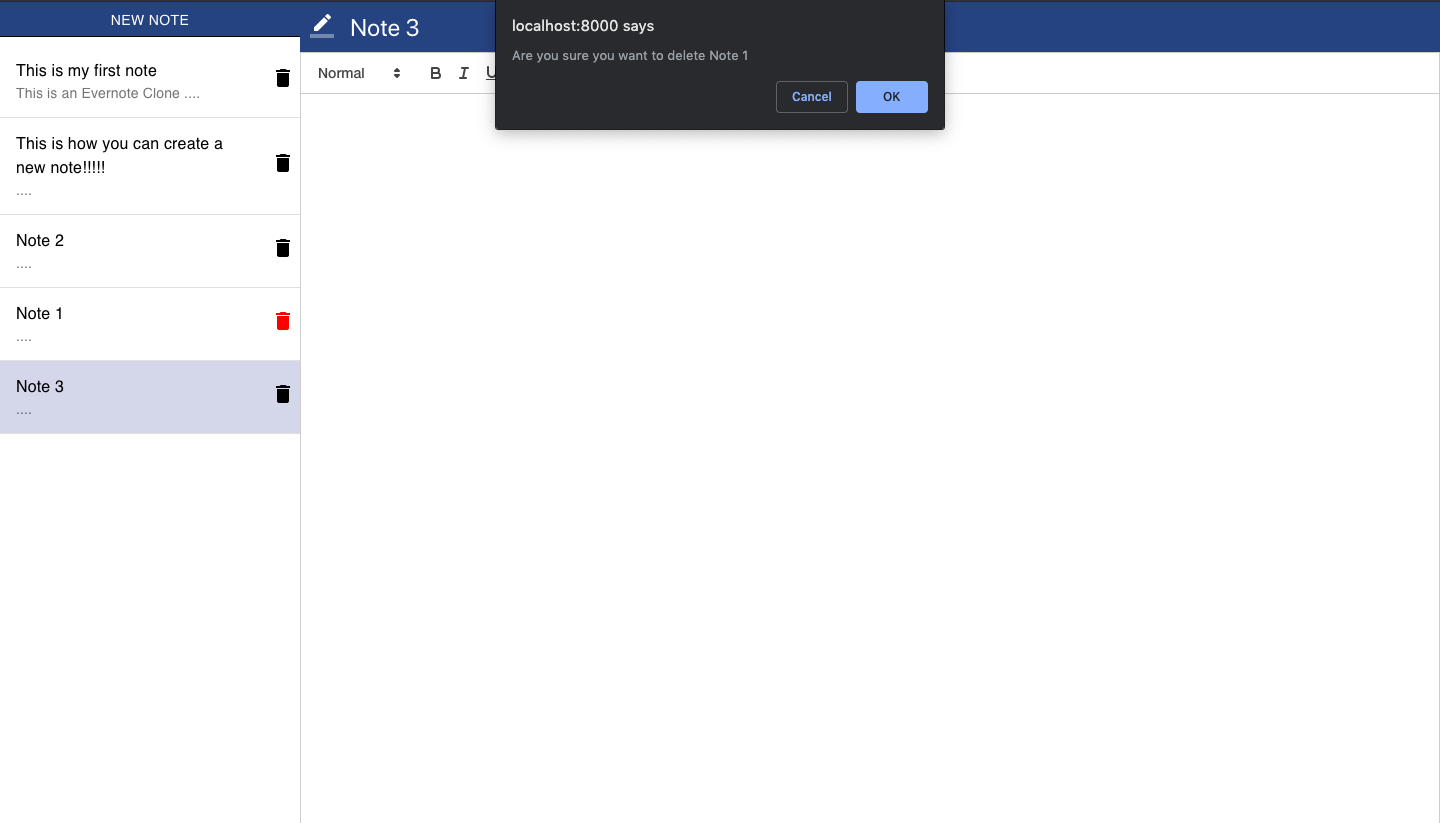 NEW NOTE
This is my first note
This is an Evernote Clone ....
This is how you can create a
new note!!!!!
....
Note 2
....
Note 1
....
Note 3
....
Note 3
Normal B I U
localhost:8000 says
Are you sure you want to delete Note 1
Cancel OK